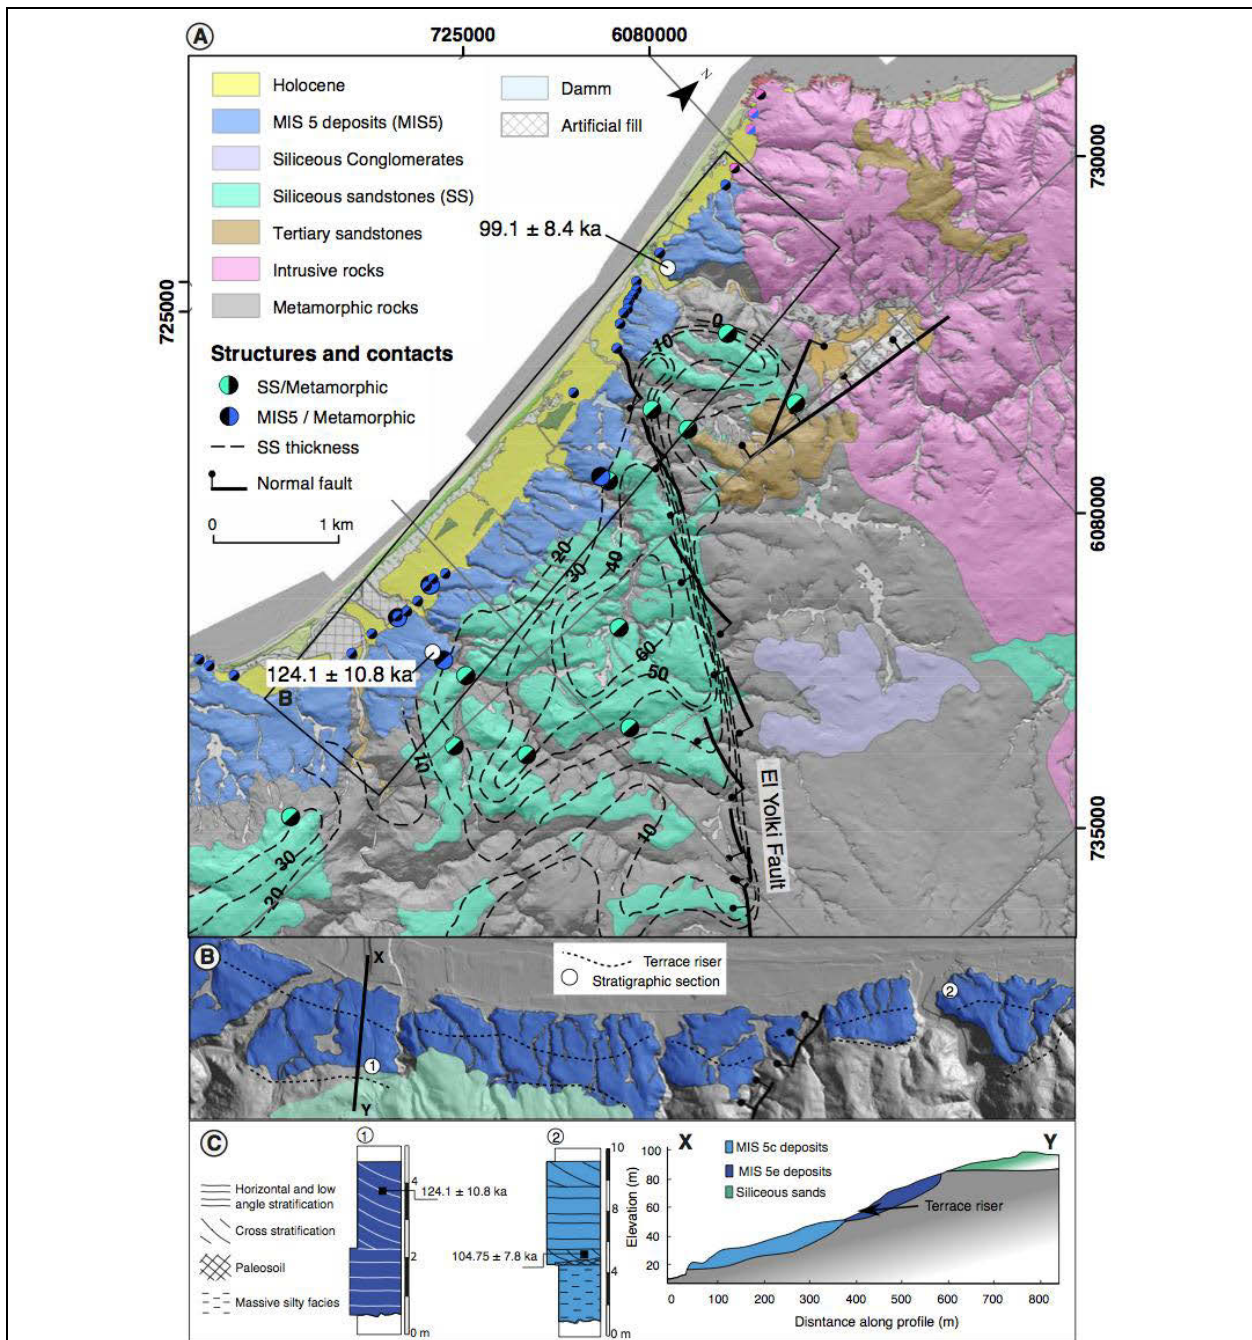 A
725000
6080000
N
Holocene
MIS 5 deposits (MIS5)
Siliceous Conglomerates
Siliceous sandstones (SS)
Tertiary sandstones
Intrusive rocks
Metamorphic rocks
Damm
Artificial fill
Structures and contacts
SS/Metamorphic
MIS5 / Metamorphic
SS thickness
Normal fault
0 1 km
725000
730000
6080000
735000
99.1 ± 8.4 ka
124.1 ± 10.8 ka
B
0
10
20
30
40
60
50
10
10
30
20
El Yolki Fault
B
X
Y
1
2
Terrace riser
Stratigraphic section
C
Horizontal and low
angle stratification
Cross stratification
Paleosoil
Massive silty facies
1
4
2
0 m
124.1 ± 10.8 ka
2
10
8
4
0 m
104.75 ± 7.8 ka
X
Y
MIS 5c deposits
MIS 5e deposits
Siliceous sands
Terrace riser
Elevation (m)
100
80
60
40
20
0 100 200 300 400 500 600 700 800
Disntance along profile (m)